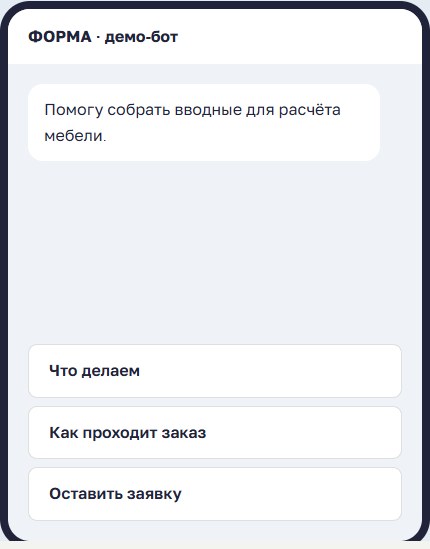 ФОРМА · демо-бот
Помогу собрать вводные для расчёта
мебели.
Что делаем
Как проходит заказ
Оставить заявку